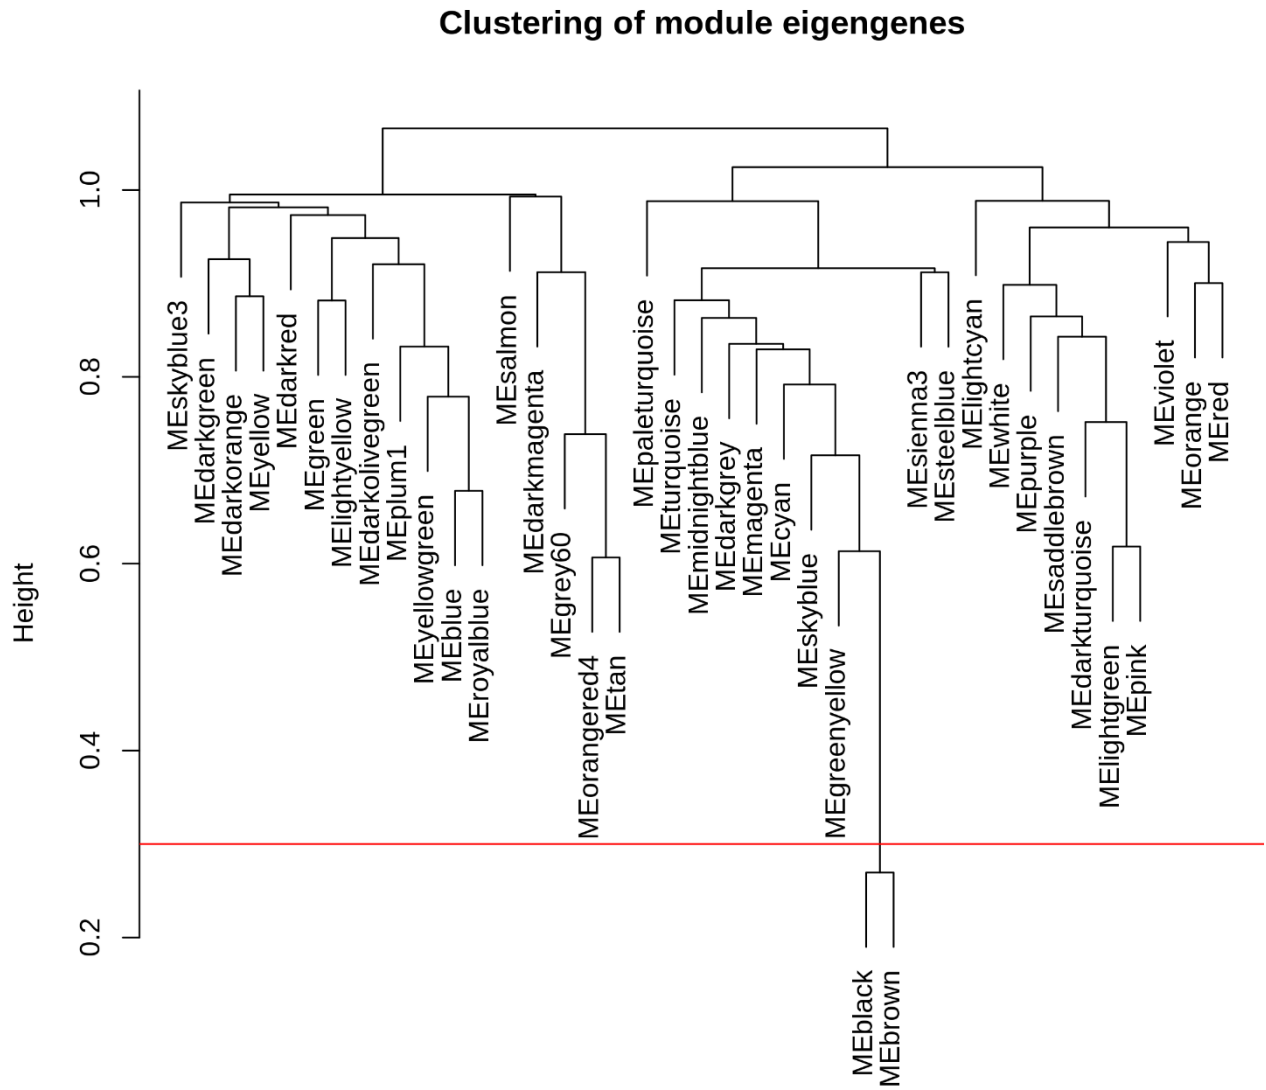 Clustering of module eigengenes
Height
1.0
0.8
0.6
0.4
0.2
MEskyblue3
MEdarkgreen
MEdarkorange
MEyellow
MEdarkred
MEgreen
MElightyellow
MEdarkolivegreen
MEplum1
MEyellowgreen
MEblue
MEroyalblue
MEsalmon
MEdarkmagenta
MEgrey60
MEorangered4
MEtan
MEpaleturquoise
MEturquoise
MEmidnightblue
MEdarkgrey
MEmagenta
MEcyan
MEskyblue
MEgreenyellow
MEblack
MEbrown
MEsienna3
MEsteelblue
MElightcyan
MEwhite
MEpurple
MEsaddlebrown
MEdarkturquoise
MElightgreen
MEpink
MEviolet
MEorange
MEred